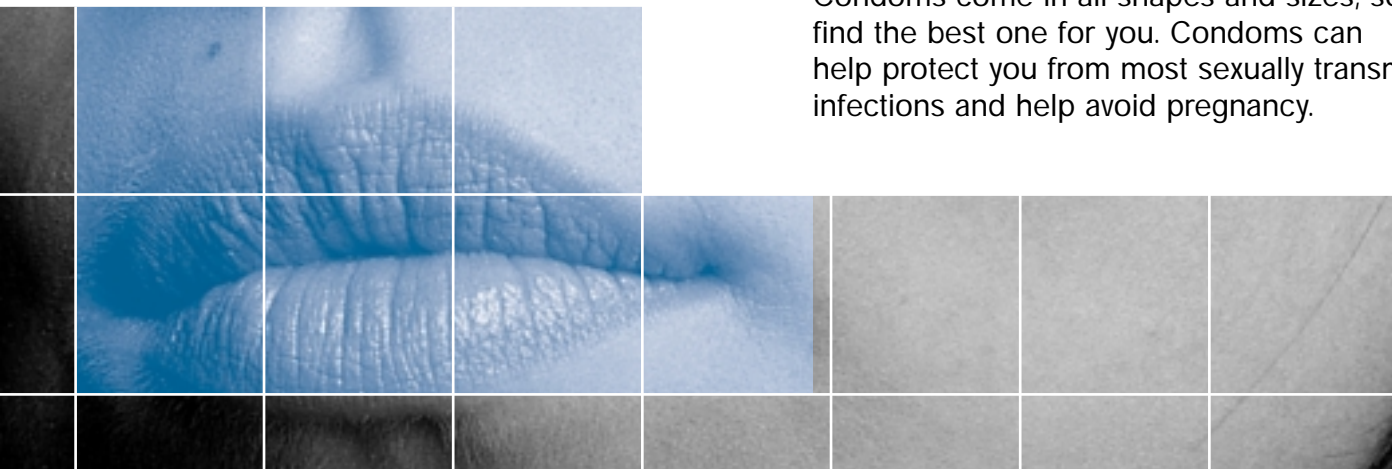 Condoms come in all shapes and sizes, so
find the best one for you. Condoms can
help protect you from most sexually
infections and help avoid pregnancy.